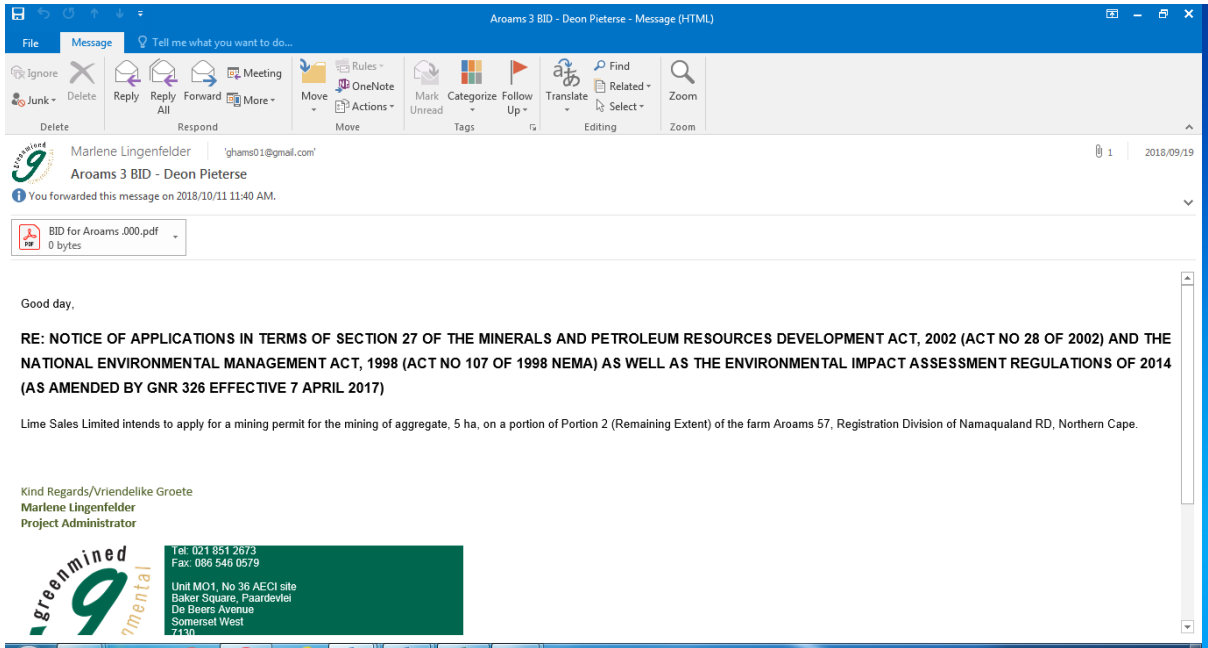 Aroams 3 BID - Deon Pieterse - Message (HTML)
File Message Tell me what you want to do...
Ignore
Junk
Delete
Reply
Reply All
Forward
Meeting
More
Move
Rules
OneNote
Actions
Mark Unread
Categorize
Follow Up
Translate
Find
Related
Select
Zoom
Delete Respond Move Tags Editing Zoom
greenmined
Marlene Lingenfelder 'ghams01@gmail.com' 1 2018/09/19
Aroams 3 BID - Deon Pieterse
You forwarded this message on 2018/10/11 11:40 AM.
PDF
BID for Aroams .000.pdf
0 bytes
Good day,
RE: NOTICE OF APPLICATIONS IN TERMS OF SECTION 27 OF THE MINERALS AND PETROLEUM RESOURCES DEVELOPMENT ACT, 2002 (ACT NO 28 OF 2002) AND THE
NATIONAL ENVIRONMENTAL MANAGEMENT ACT, 1998 (ACT NO 107 OF 1998 NEMA) AS WELL AS THE ENVIRONMENTAL IMPACT ASSESSMENT REGULATIONS OF 2014
(AS AMENDED BY GNR 326 EFFECTIVE 7 APRIL 2017)
Lime Sales Limited intends to apply for a mining permit for the mining of aggregate, 5 ha, on a portion of Portion 2 (Remaining Extent) of the farm Aroams 57, Registration Division of Namaqualand RD, Northern Cape.
Kind Regards/Vriendelike Groete
Marlene Lingenfelder
Project Administrator
greenmined
nmental
Tel: 021 851 2673
Fax: 086 546 0579
Unit MO1, No 36 AECI site
Baker Square, Paardevlei
De Beers Avenue
Somerset West
7130